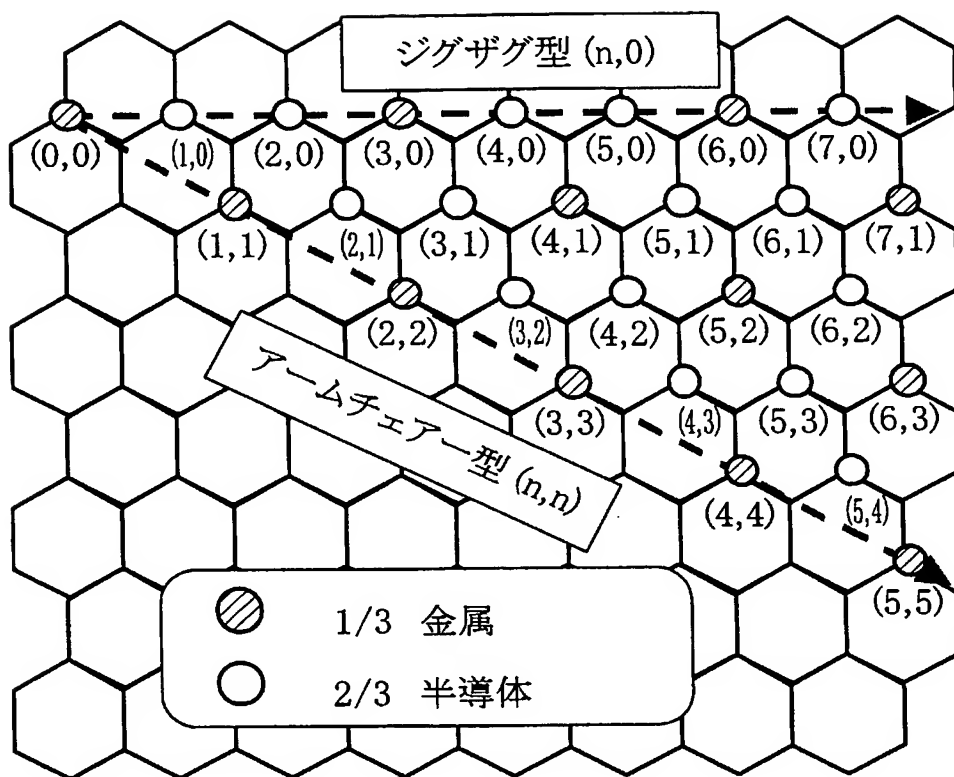 ジグザグ型 (n,0)
(0,0) (1,0) (2,0) (3,0) (4,0) (5,0) (6,0) (7,0)
(1,1) (2,1) (3,1) (4,1) (5,1) (6,1) (7,1)
(2,2) (3,2) (4,2) (5,2) (6,2)
アームチェアー型 (n,n)
(3,3) (4,3) (5,3) (6,3)
(4,4) (5,4)
(5,5)
1/3 金属
2/3 半導体